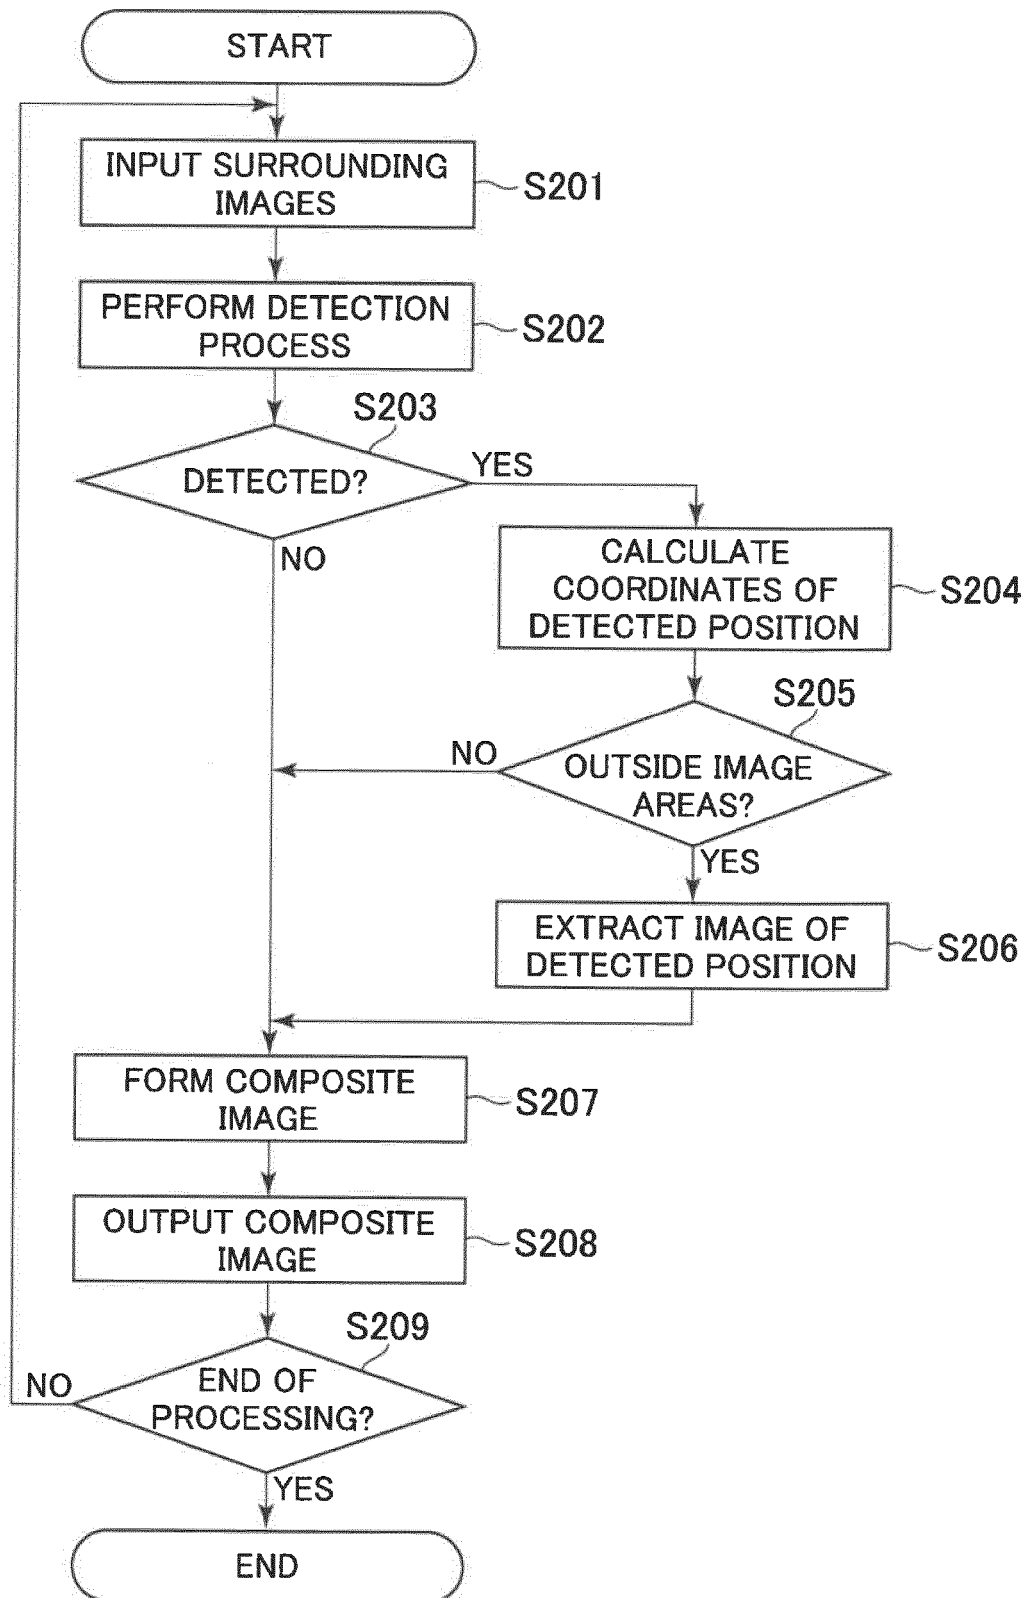 START
INPUT SURROUNDING
IMAGES
S201
PERFORM DETECTION
PROCESS
S202
S203
DETECTED?
YES
NO
CALCULATE
COORDINATES OF
DETECTED POSITION
S204
S205
OUTSIDE IMAGE
AREAS?
NO
YES
EXTRACT IMAGE OF
DETECTED POSITION
S206
FORM COMPOSITE
IMAGE
S207
OUTPUT COMPOSITE
IMAGE
S208
S209
END OF
PROCESSING?
NO
YES
END